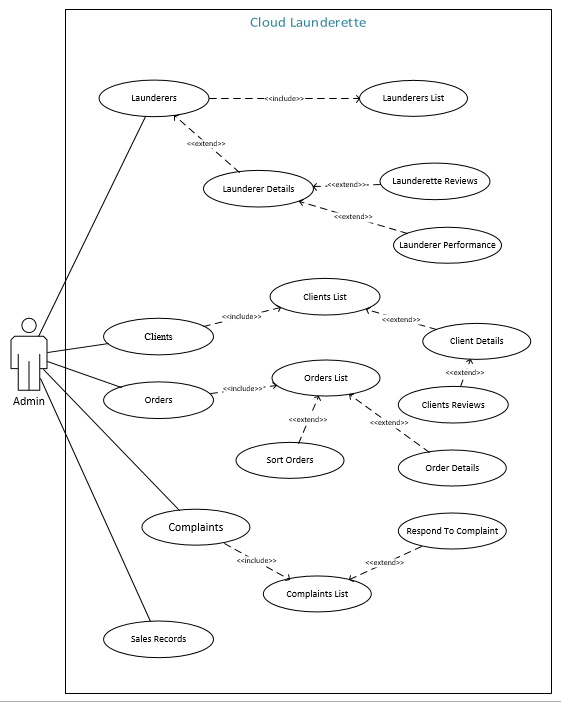 Cloud Launderette
Launderers
<<include>>
Launderers List
<<extend>>
Launder Details
<<extend>>
Launderette Reviews
<<extend>>
Launderer Performance
Clients List
<<include>>
<<extend>>
Clients
Client Details
Admin
<<extend>>
Orders List
<<include>>"
Orders
Clients Reviews
<<extend>>
<<extend>>
Sort Orders
Order Details
Complaints
Respond To Complaint
<<include>>
<<extend>>
Complaints List
Sales Records